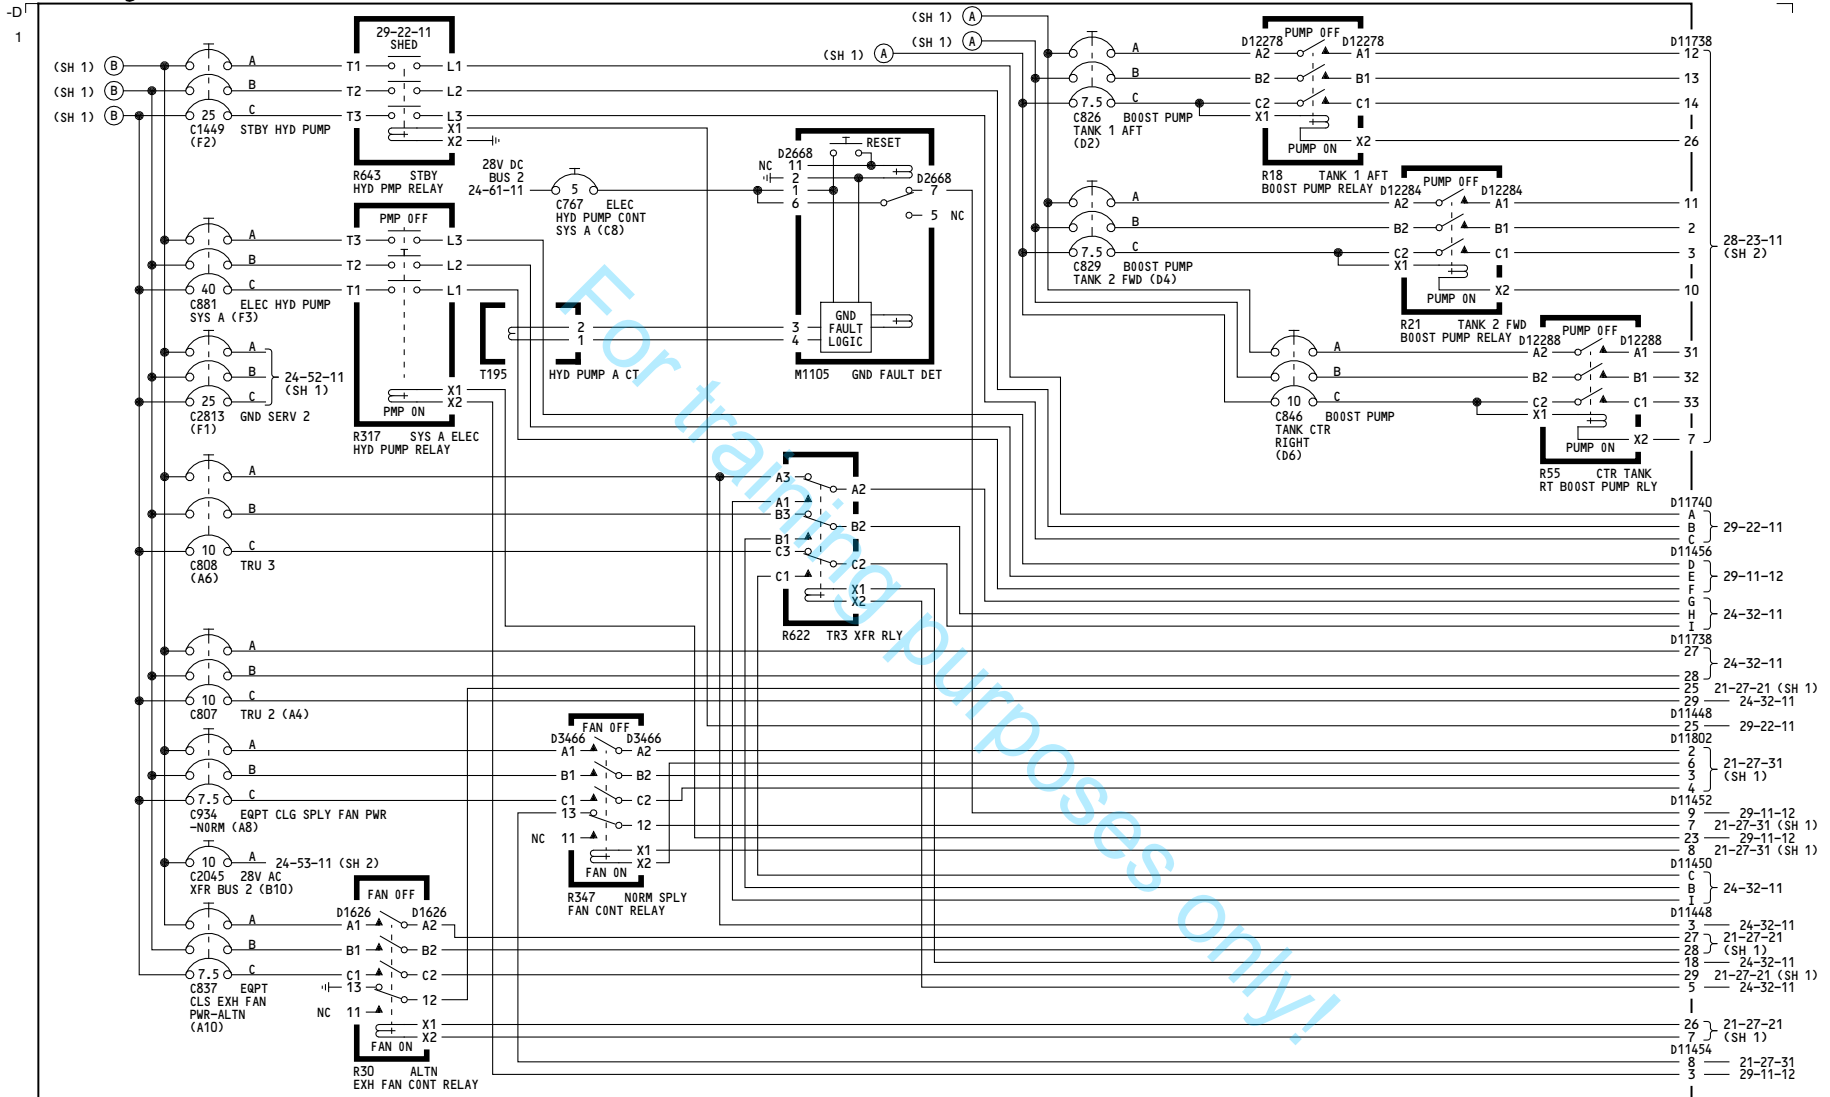 -D
1
(SH 1) B
(SH 1) B
(SH 1) B
A
B
25 C
C1449 STBY HYD PUMP
(F2)
29-22-11
SHED
T1 L1
T2 L2
T3 L3
X1
X2
R643 STBY
HYD PMP RELAY
28V DC
BUS 2
24-61-11
5
C767 ELEC
HYD PUMP CONT
SYS A (C8)
D2668
RESET
NC 11
2
1
6
D2668
7
5 NC
GND
FAULT
LOGIC
3
4
M1105 GND FAULT DET
A
B
40 C
C881 ELEC HYD PUMP
SYS A (F3)
PMP OFF
T3 L3
T2 L2
T1 L1
X1
X2
PMP ON
R317 SYS A ELEC
HYD PUMP RELAY
2
1
T195 HYD PUMP A CT
A
B
25 C
24-52-11
(SH 1)
C2813 GND SERV 2
(F1)
A
B
10 C
C808 TRU 3
(A6)
A3 A2
A1
B3 B2
B1
C3 C2
C1
X1
X2
R622 TR3 XFR RLY
A
B
10 C
C807 TRU 2 (A4)
A
B
7.5 C
C934 EQPT CLG SPLY FAN PWR
-NORM (A8)
FAN OFF
D3466 D3466
A1 A2
B1 B2
C1 C2
13
12
NC 11
X1
X2
FAN ON
R347 NORM SPLY
FAN CONT RELAY
10 A 24-53-11 (SH 2)
C2045 28V AC
XFR BUS 2 (B10)
A
B
7.5 C
C837 EQPT
CLS EXH FAN
PWR-ALTN
(A10)
FAN OFF
D1626 D1626
A1 A2
B1 B2
C1 C2
13
12
NC 11
X1
X2
FAN ON
R30 ALTN
EXH FAN CONT RELAY
(SH 1) A
(SH 1) A
(SH 1) A
A
B
7.5 C
C826 BOOST PUMP
TANK 1 AFT
(D2)
PUMP OFF
D12278 D12278
A2 A1
B2 B1
C2 C1
X1
X2
PUMP ON
R18 TANK 1 AFT
BOOST PUMP RELAY
A
B
7.5 C
C829 BOOST PUMP
TANK 2 FWD (D4)
PUMP OFF
D12284 D12284
A2 A1
B2 B1
C2 C1
X1
X2
PUMP ON
R21 TANK 2 FWD
BOOST PUMP RELAY
A
B
10 C
C846 BOOST PUMP
TANK CTR
RIGHT
(D6)
PUMP OFF
D12288 D12288
A2 A1
B2 B1
C2 C1
X1
X2
PUMP ON
R55 CTR TANK
RT BOOST PUMP RLY
D11738
12
13
14
26
11
2
3
10
31
32
33
7
28-23-11
(SH 2)
D11740
A
B
C
29-22-11
D11456
D
E
F
29-11-12
G
H
I
24-32-11
D11738
27
28
24-32-11
25 21-27-21 (SH 1)
29 24-32-11
D11448
25 29-22-11
D11802
2
6
3
4
21-27-31
(SH 1)
D11452
9 29-11-12
7 21-27-31 (SH 1)
23 29-11-12
8 21-27-31 (SH 1)
D11450
C
B
I
24-32-11
D11448
3 24-32-11
27
28
21-27-21
(SH 1)
18 24-32-11
29 21-27-21 (SH 1)
5 24-32-11
26
7
21-27-21
(SH 1)
D11454
8 21-27-31
3 29-11-12
For training purposes only!